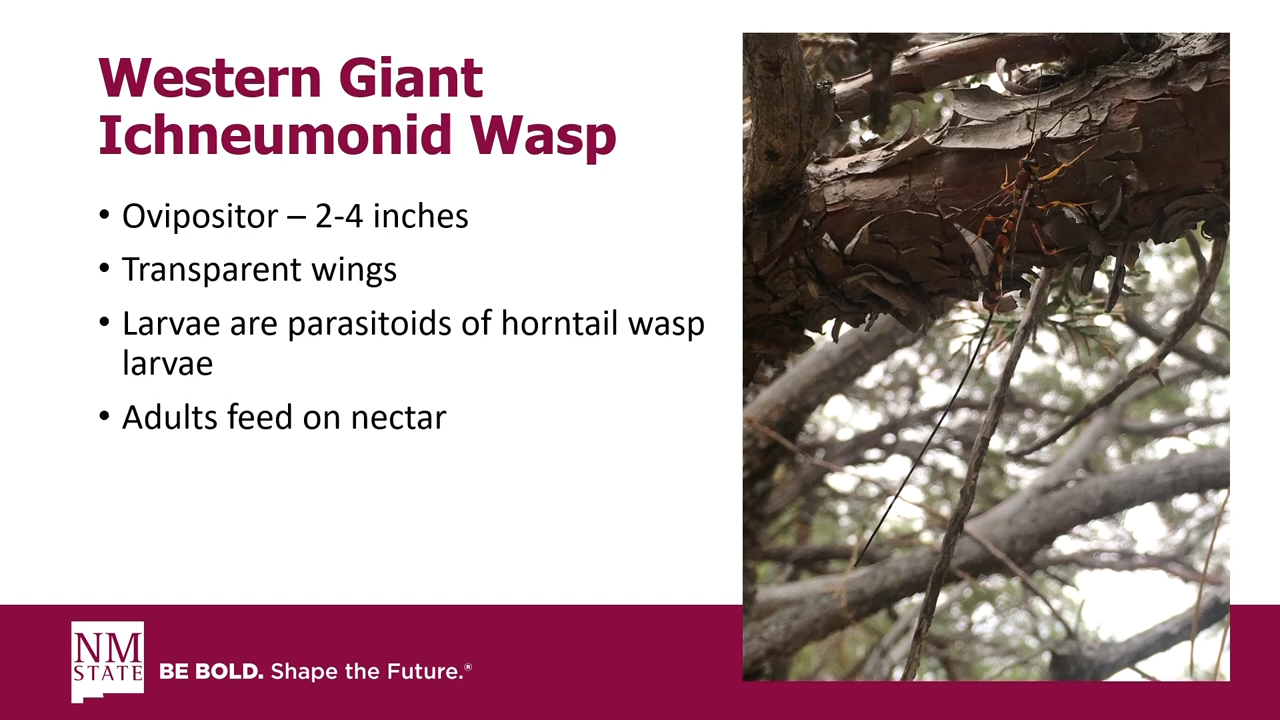 Western Giant
Ichneumonid Wasp
• Ovipositor – 2-4 inches
• Transparent wings
• Larvae are parasitoids of horntail wasp
larvae
• Adults feed on nectar
NM
STATE
BE BOLD. Shape the Future.®